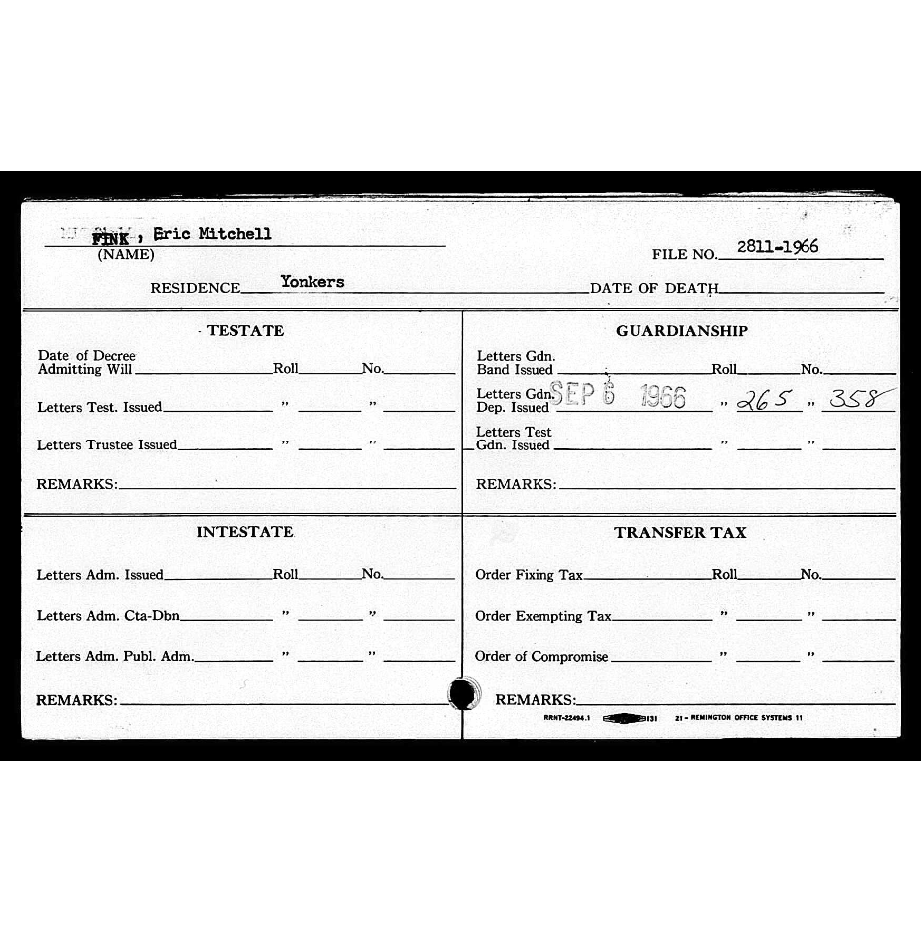 FINK , Eric Mitchell
(NAME)
FILE NO. 2811-1966
RESIDENCE Yonkers DATE OF DEATH
TESTATE
Date of Decree
Admitting Will Roll No.
Letters Test. Issued " "
Letters Trustee Issued " "
REMARKS:
GUARDIANSHIP
Letters Gdn.
Band Issued Roll No.
Letters Gdn.
Dep. Issued SEP 6 1966 " 265 " 358
Letters Test
Gdn. Issued " "
REMARKS:
INTESTATE
Letters Adm. Issued Roll No.
Letters Adm. Cta-Dbn " "
Letters Adm. Publ. Adm. " "
REMARKS:
TRANSFER TAX
Order Fixing Tax Roll No.
Order Exempting Tax " "
Order of Compromise " "
REMARKS:
RRNT-22494.1 131 21 - REMINGTON OFFICE SYSTEMS 11